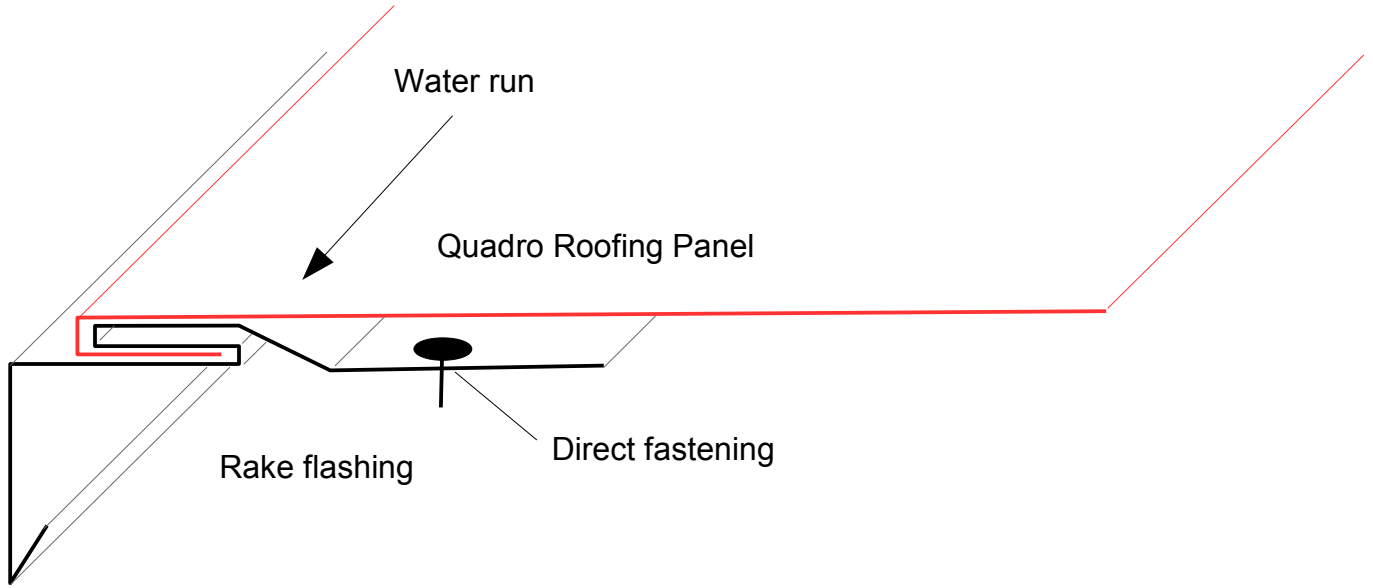 Water run
Quadro Roofing Panel
Direct fastening
Rake flashing